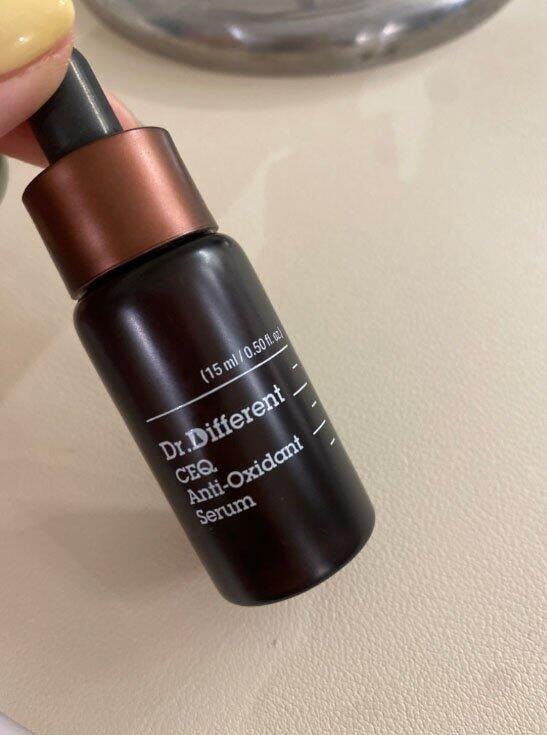 (15 ml / 0.50 fl. oz)
Dr.Different
CEQ
Anti-Oxidant
Serum